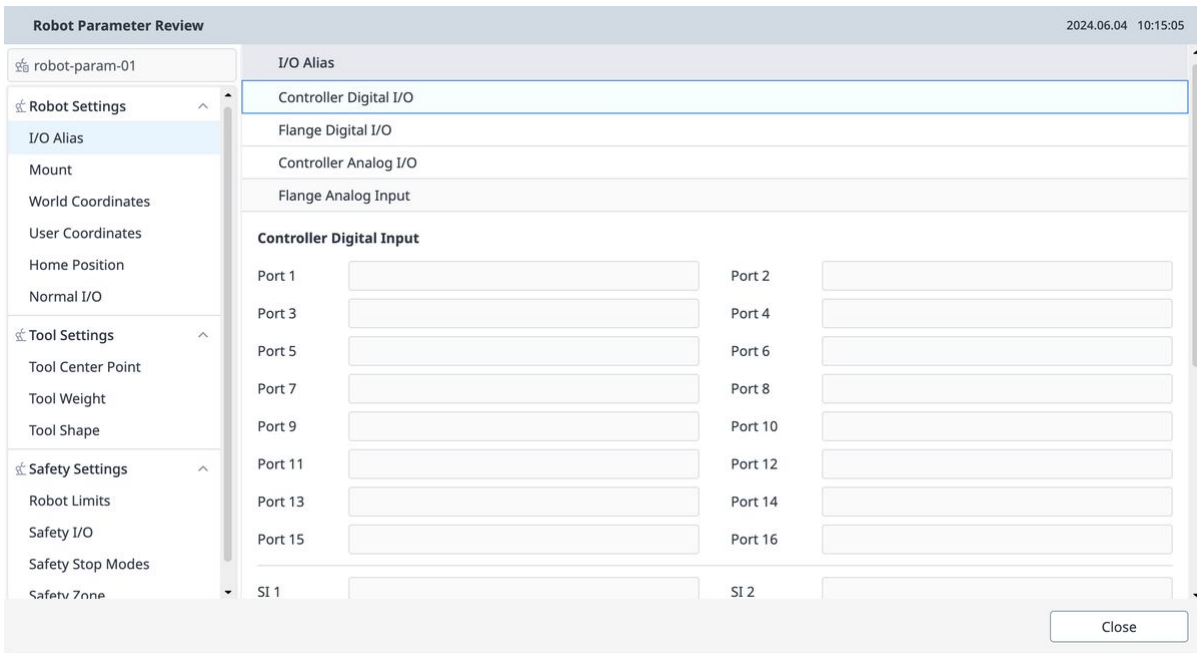 Robot Parameter Review
2024.06.04 10:15:05
robot-param-01
Robot Settings
I/O Alias
Mount
World Coordinates
User Coordinates
Home Position
Normal I/O
Tool Settings
Tool Center Point
Tool Weight
Tool Shape
Safety Settings
Robot Limits
Safety I/O
Safety Stop Modes
Safety Zone
I/O Alias
Controller Digital I/O
Flange Digital I/O
Controller Analog I/O
Flange Analog Input
Controller Digital Input
Port 1 Port 2
Port 3 Port 4
Port 5 Port 6
Port 7 Port 8
Port 9 Port 10
Port 11 Port 12
Port 13 Port 14
Port 15 Port 16
SI 1 SI 2
Close